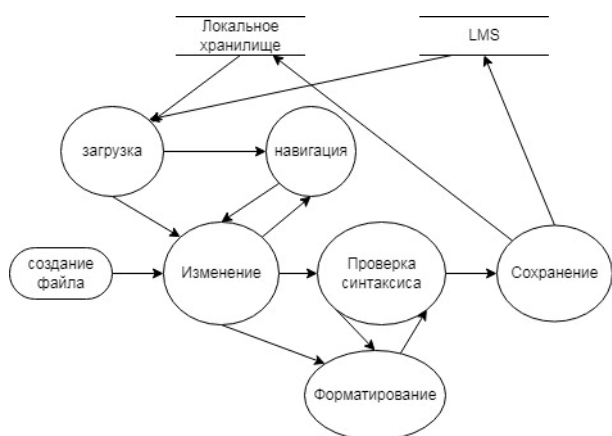 Локальное
хранилище
LMS
загрузка
навигация
создание
файла
Изменение
Проверка
синтаксиса
Сохранение
Форматирование